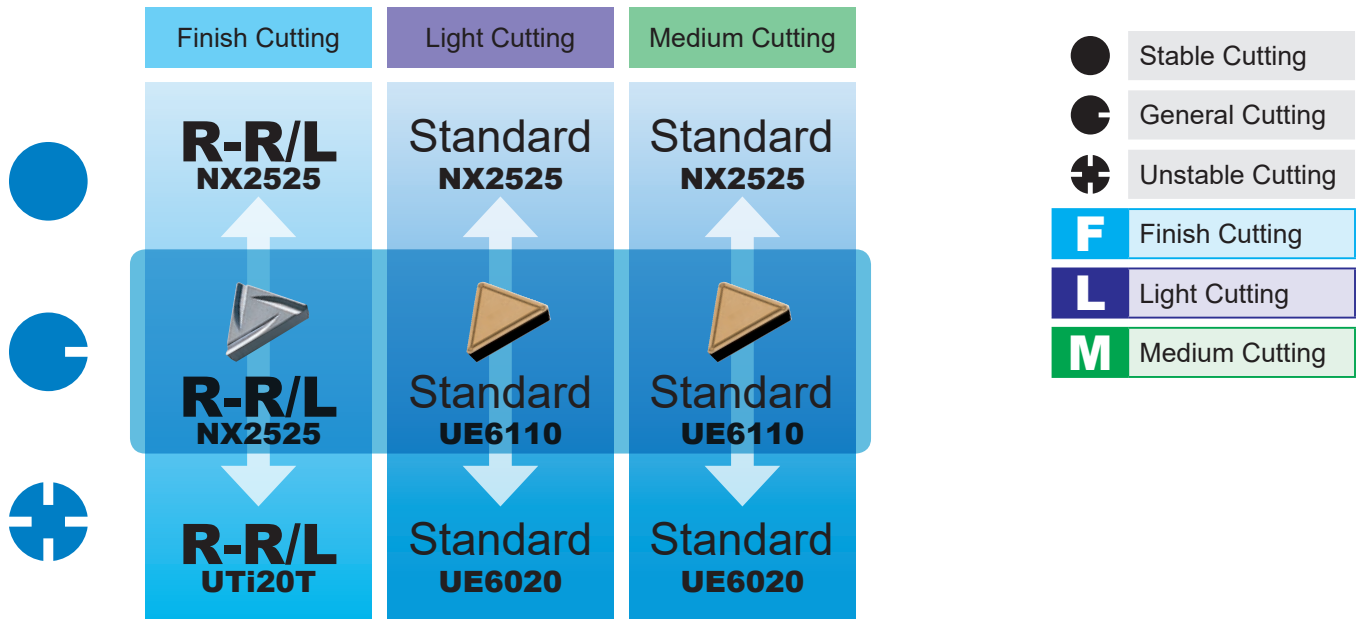 Finish Cutting
Light Cutting
Medium Cutting
R-R/L
NX2525
Standard
NX2525
Standard
NX2525
R-R/L
NX2525
Standard
UE6110
Standard
UE6110
R-R/L
UTi20T
Standard
UE6020
Standard
UE6020
Stable Cutting
General Cutting
Unstable Cutting
F Finish Cutting
L Light Cutting
M Medium Cutting